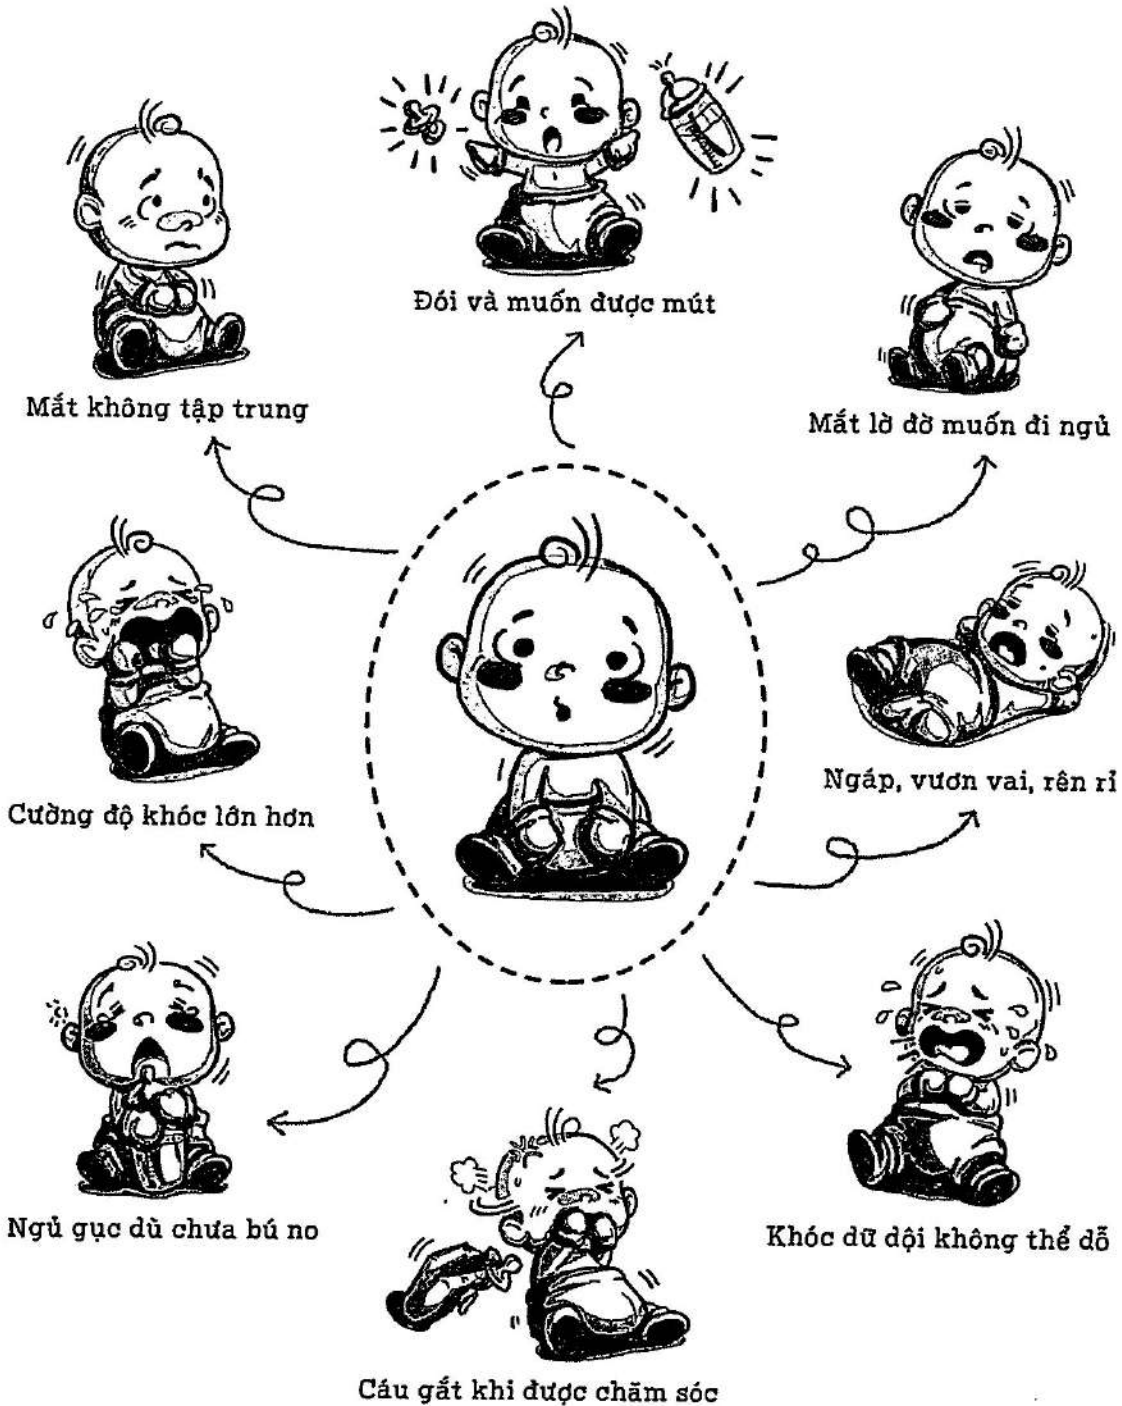 Đói và muốn được mút
Mắt không tập trung
Mắt lờ đờ muốn đi ngủ
Cường độ khóc lớn hơn
Ngáp, vươn vai, rên rỉ
Ngủ gục dù chưa bú no
Khóc dữ dội không thể dỗ
Cáu gắt khi được chăm sóc